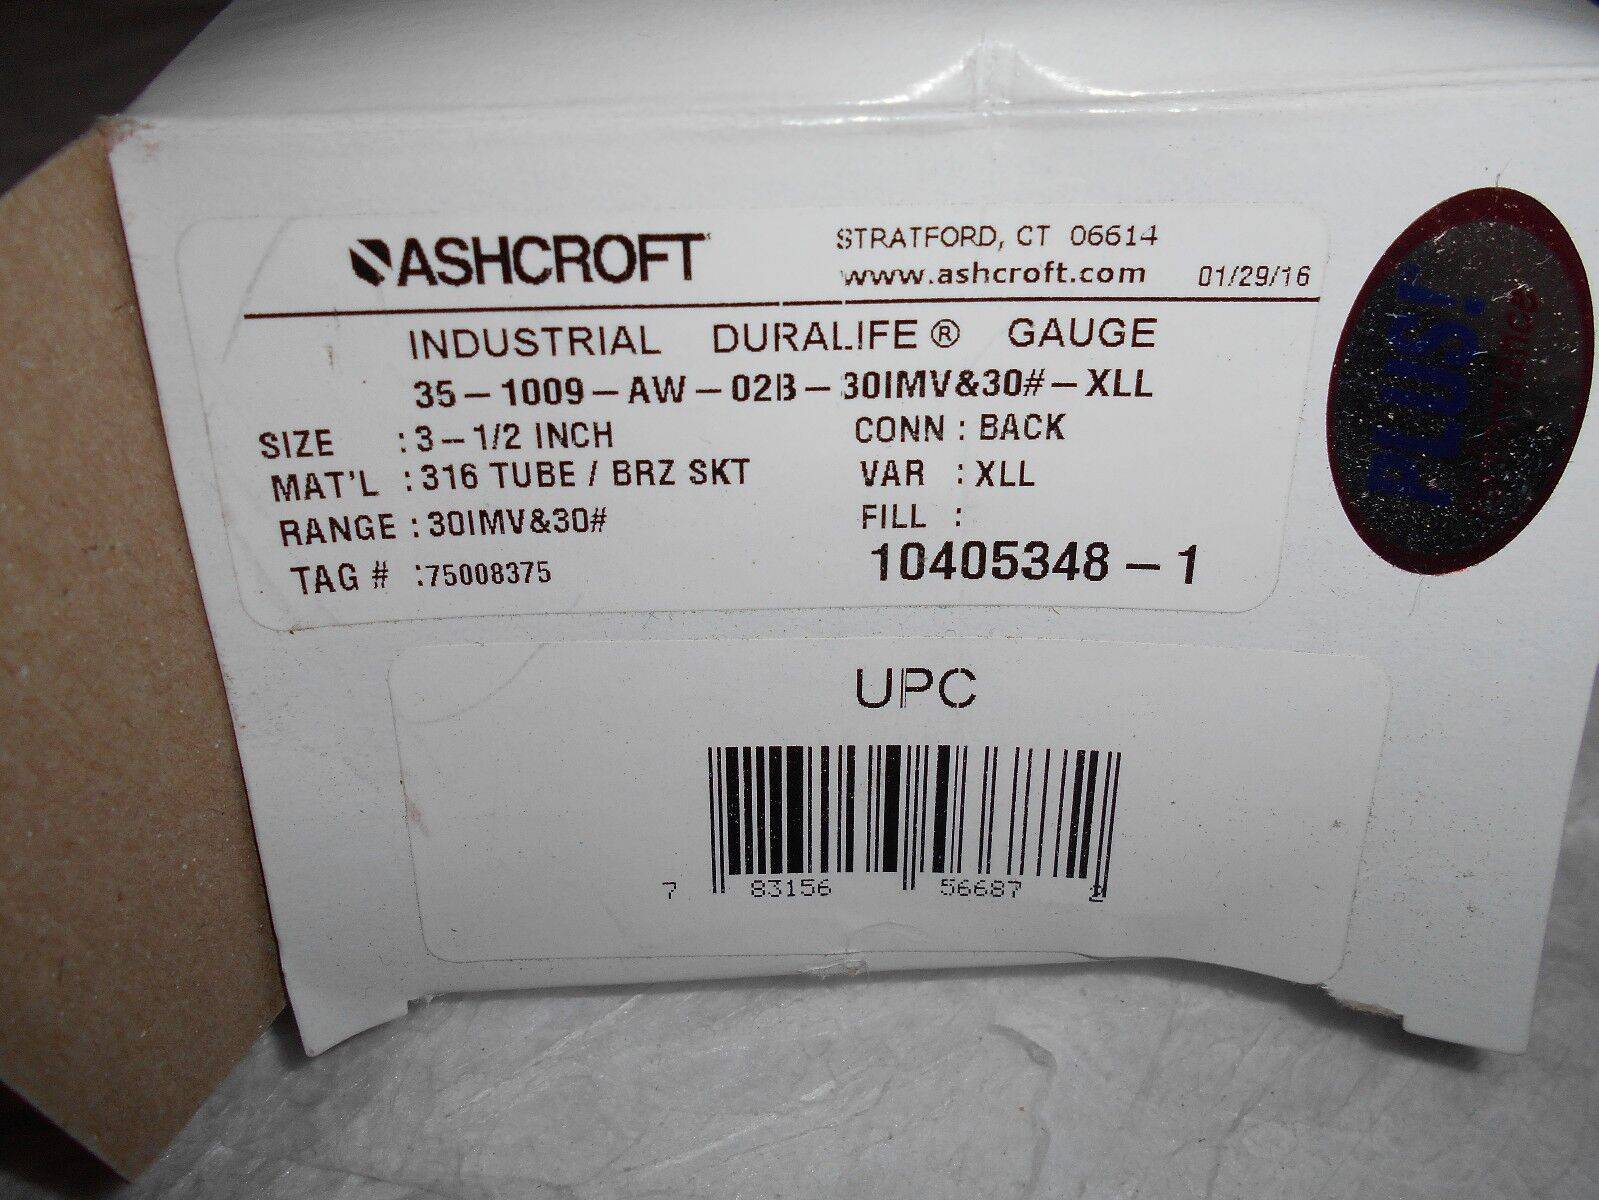 ASHCROFT
STRATFORD, CT 06614
www.ashcroft.com 01/29/16
INDUSTRIAL DURALIFE® GAUGE
35-1009-AW-02B-30IMV&30#-XLL
SIZE :3-1/2 INCH CONN : BACK
MAT'L :316 TUBE / BRZ SKT VAR : XLL
RANGE :30IMV&30# FILL :
TAG # :75008375 10405348-1
PLUS!
UPC
7 83156 56687 2